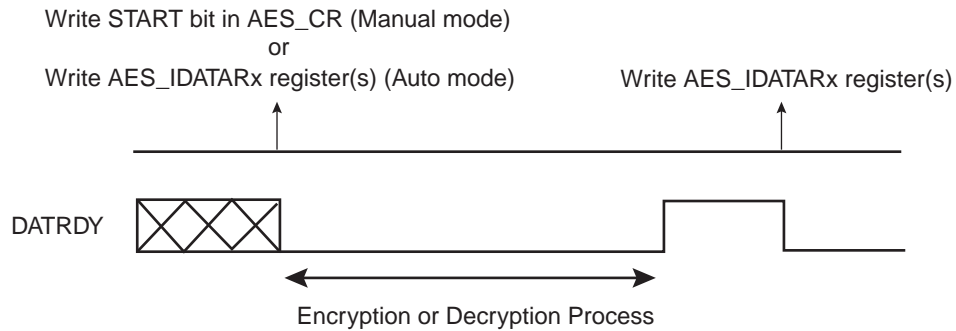 Write START bit in AES_CR (Manual mode)
or
Write AES_IDATARx register(s) (Auto mode)
Write AES_IDATARx register(s)
DATRDY
Encryption or Decryption Process